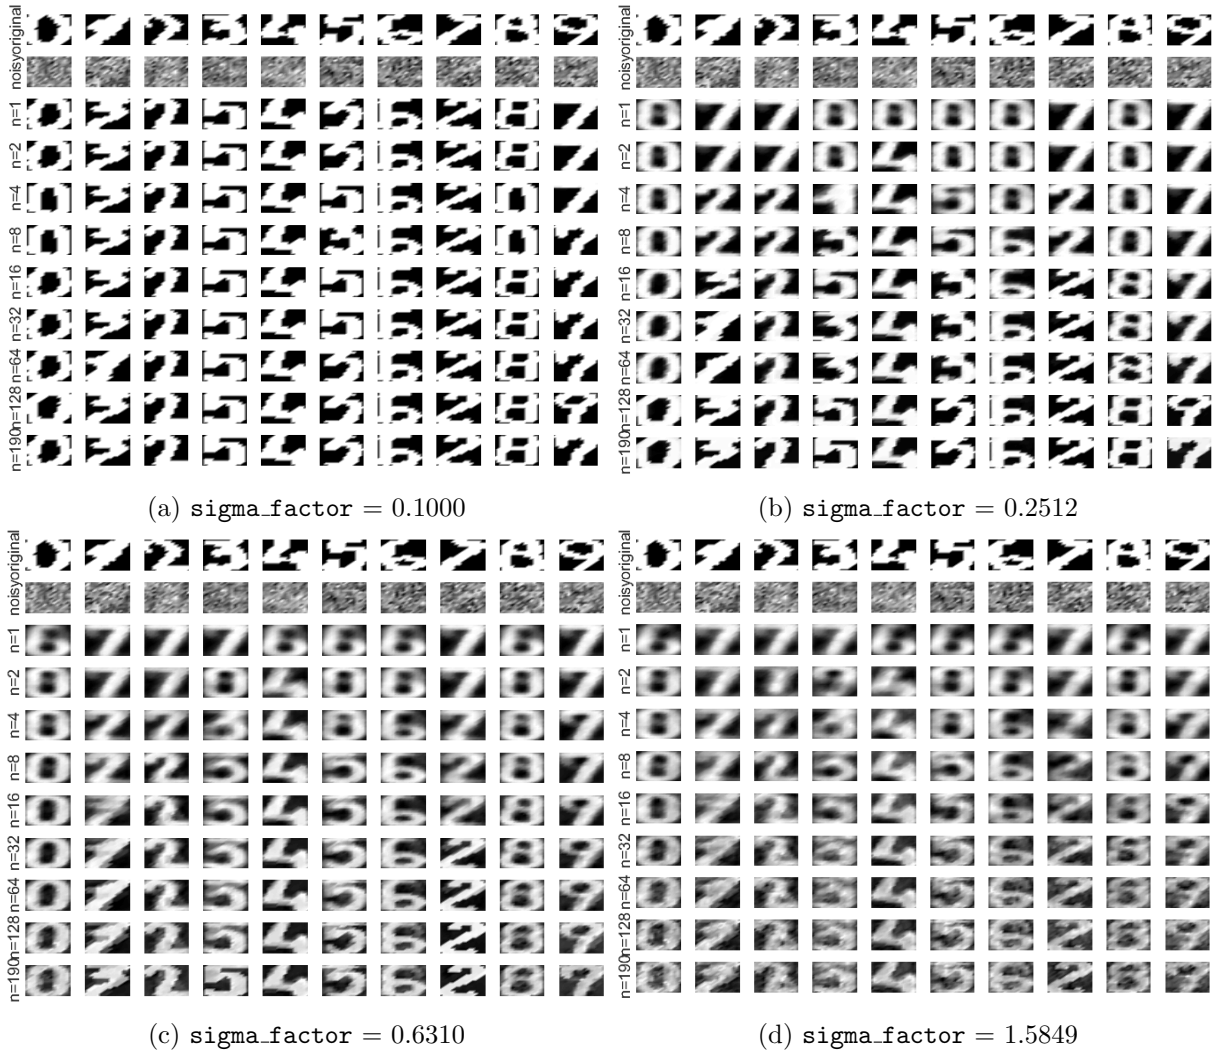 original
noisy
n=1
n=2
n=4
n=8
n=16
n=32
n=64
n=128
n=190
(a) sigma_factor = 0.1000
original
noisy
n=1
n=2
n=4
n=8
n=16
n=32
n=64
n=128
n=190
(b) sigma_factor = 0.2512
original
noisy
n=1
n=2
n=4
n=8
n=16
n=32
n=64
n=128
n=190
(c) sigma_factor = 0.6310
original
noisy
n=1
n=2
n=4
n=8
n=16
n=32
n=64
n=128
n=190
(d) sigma_factor = 1.5849